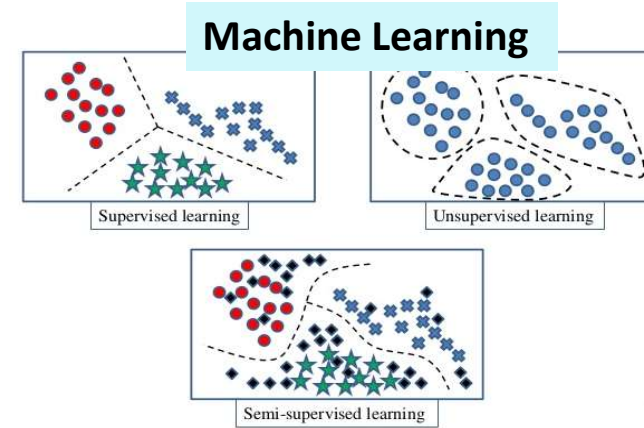 Machine Learning
Supervised learning
Unsupervised learning
Semi-supervised learning